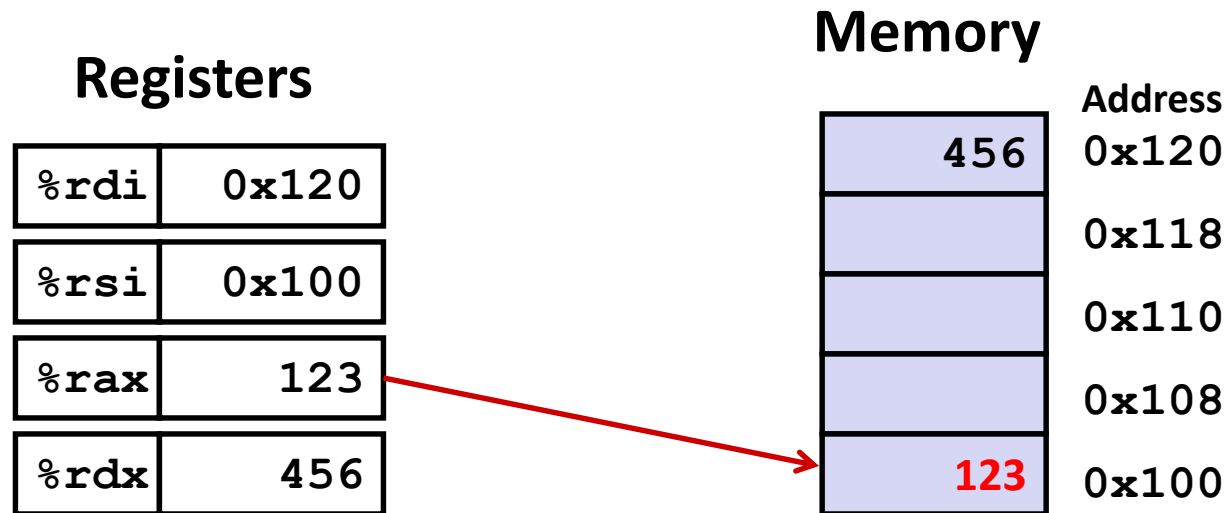 Registers
%rdi 0x120
%rsi 0x100
%rax 123
%rdx 456
Memory
Address
456 0x120
0x118
0x110
0x108
123 0x100